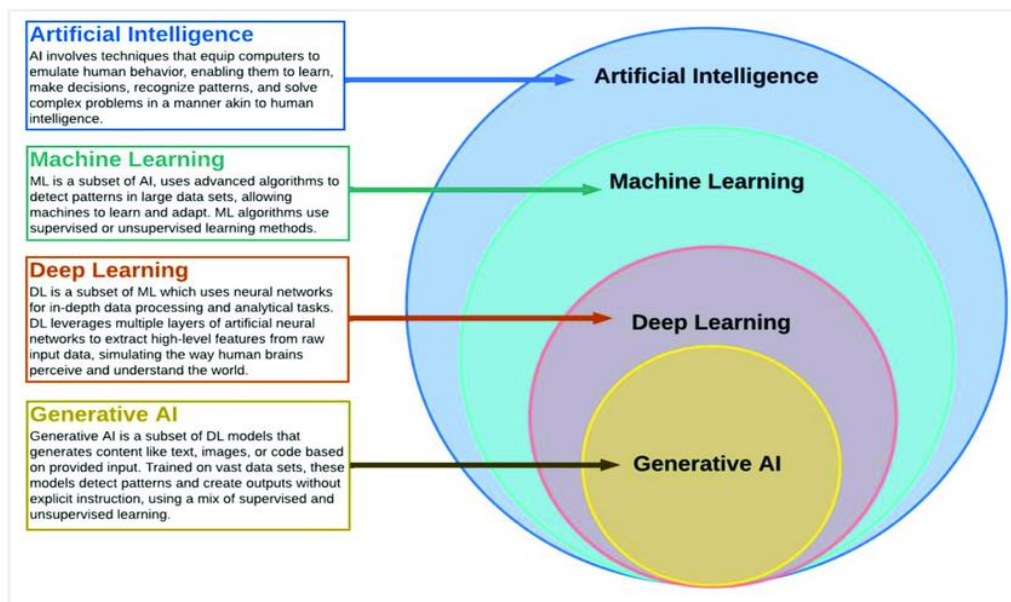 Artificial Intelligence
AI involves techniques that equip computers to
emulate human behavior, enabling them to learn,
make decisions, recognize patterns, and solve
complex problems in a manner akin to human
intelligence.
Machine Learning
ML is a subset of AI, uses advanced algorithms to
detect patterns in large data sets, allowing
machines to learn and adapt. ML algorithms use
supervised or unsupervised learning methods.
Deep Learning
DL is a subset of ML which uses neural networks
for in-depth data processing and analytical tasks.
DL leverages multiple layers of artificial neural
networks to extract high-level features from raw
input data, simulating the way human brains
perceive and understand the world.
Generative AI
Generative AI is a subset of DL models that
generates content like text, images, or code based
on provided input. Trained on vast data sets, these
models detect patterns and create outputs without
explicit instruction, using a mix of supervised and
unsupervised learning.
Artificial Intelligence
Machine Learning
Deep Learning
Generative AI